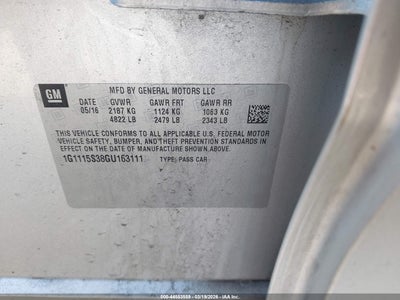 GM
MFD BY GENERAL MOTORS LLC
DATE GVWR GAWR FRT GAWR RR
05/16 2187 KG 1124 KG 1063 KG
4822 LB 2479 LB 2343 LB
THIS VEHICLE CONFORMS TO ALL APPLICABLE U.S. FEDERAL MOTOR
VEHICLE SAFETY, BUMPER, AND THEFT PREVENTION STANDARDS
IN EFFECT ON THE DATE OF MANUFACTURE SHOWN ABOVE.
1G1115S38GU163111 TYPE: PASS CAR